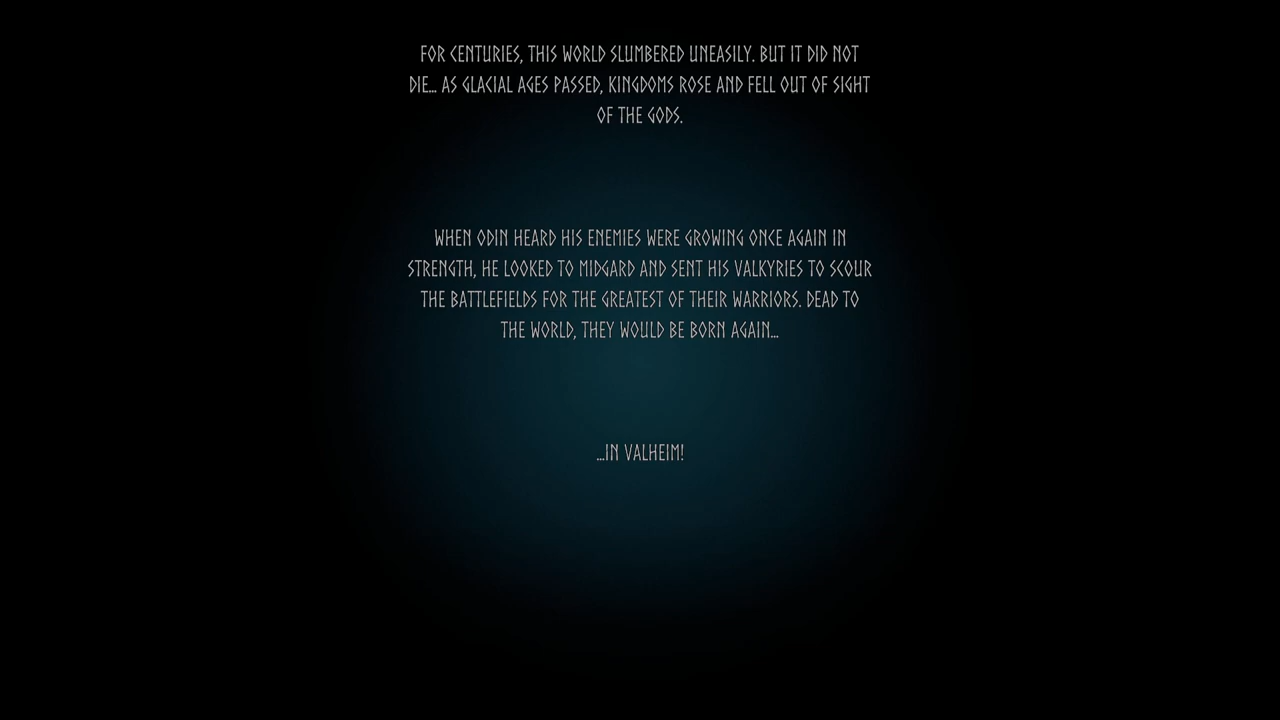 FOR CENTURIES, THIS WORLD SLUMBERED UNEASILY. BUT IT DID NOT
DIE... AS GLACIAL AGES PASSED, KINGDOMS ROSE AND FELL OUT OF SIGHT
OF THE GODS.
WHEN ODIN HEARD HIS ENEMIES WERE GROWING ONCE AGAIN IN
STRENGTH, HE LOOKED TO MIDGARD AND SENT HIS VALKYRIES TO SCOUR
THE BATTLEFIELDS FOR THE GREATEST OF THEIR WARRIORS. DEAD TO
THE WORLD, THEY WOULD BE BORN AGAIN...
...IN VALHEIM!